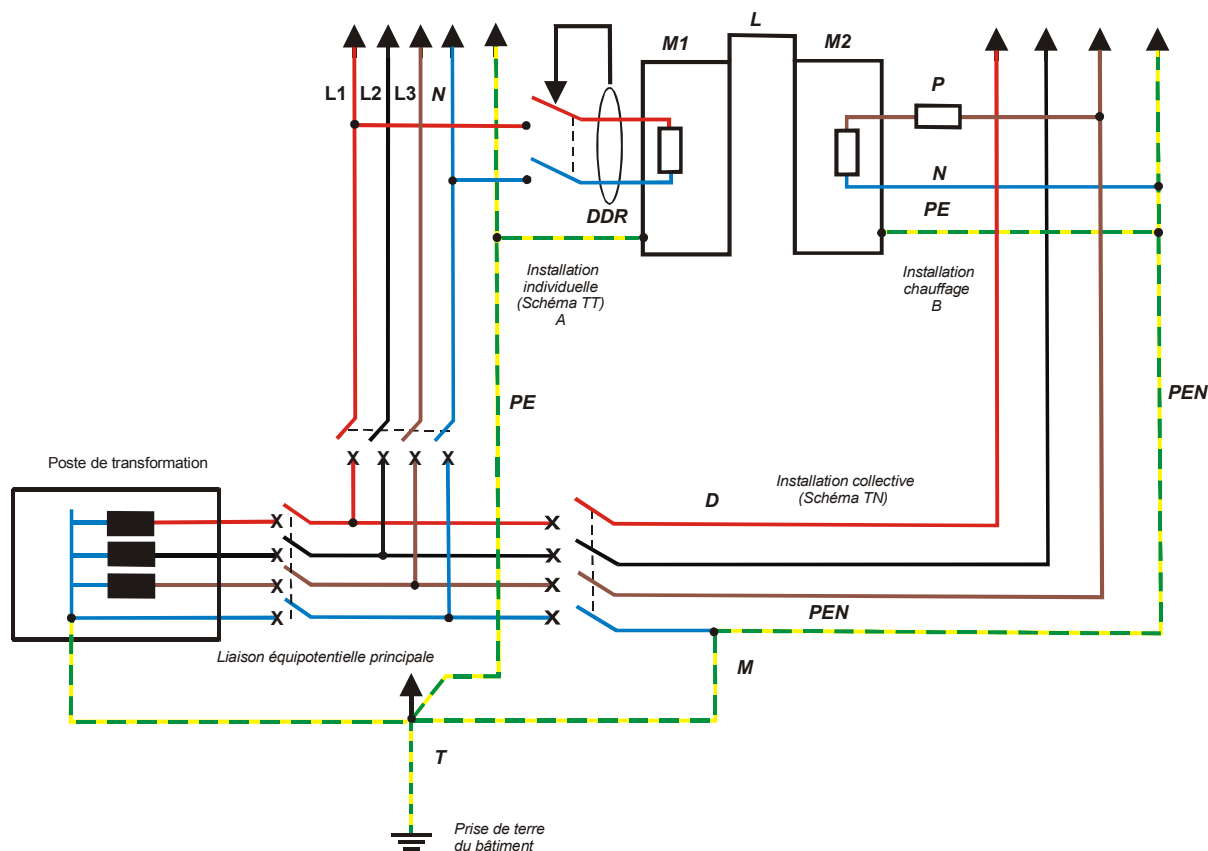 L
M1
M2
P
L1
L2
L3
N
N
DDR
PE
Installation
individuelle
(Schéma TT)
A
Installation
chauffage
B
PE
PEN
Poste de transformation
X X X X
Installation collective
(Schéma TN)
D
X
X
X
X
X
X
X
X
PEN
Liaison équipotentielle principale
M
T
Prise de terre
du bâtiment